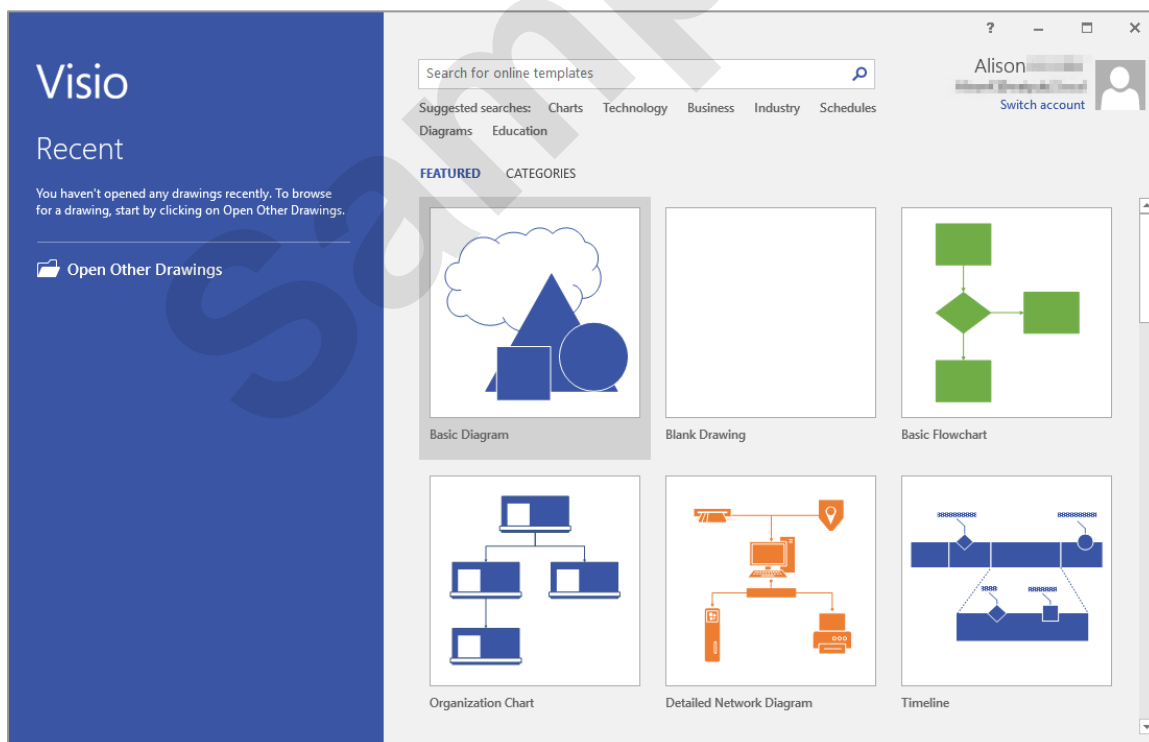 ?
Visio
Recent
You haven't opened any drawings recently. To browse
for a drawing, start by clicking on Open Other Drawings.
Open Other Drawings
Search for online templates
Suggested searches: Charts Technology Business Industry Schedules
Diagrams Education
Alison
Switch account
FEATURED CATEGORIES
Basic Diagram
Blank Drawing
Basic Flowchart
Organization Chart
Detailed Network Diagram
Timeline